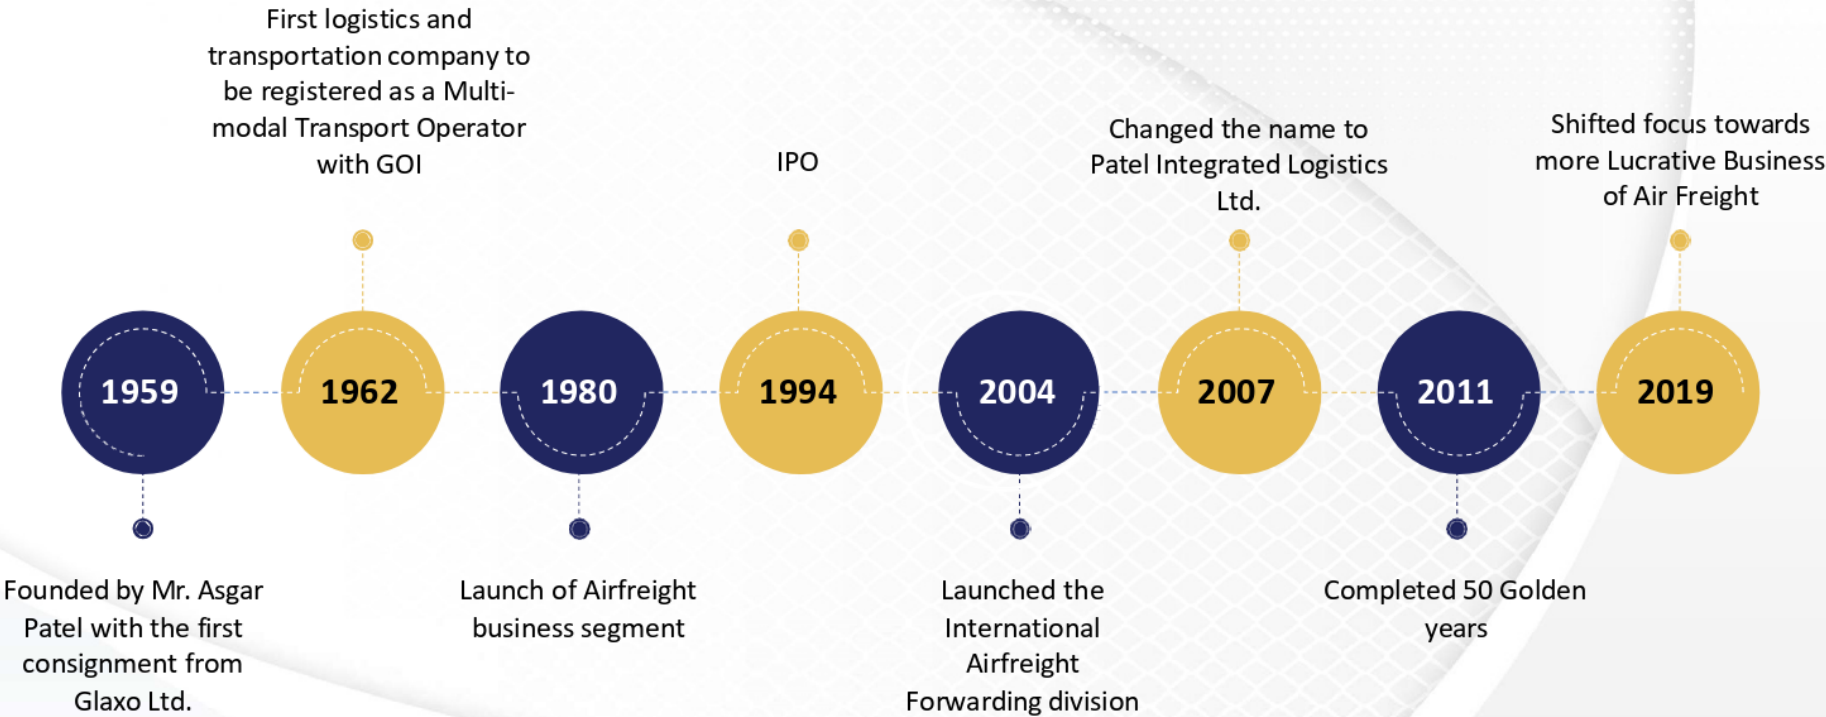 First logistics and
transportation company to
be registered as a Multi-
modal Transport Operator
with GOI
IPO
Changed the name to
Patel Integrated Logistics
Ltd.
Shifted focus towards
more Lucrative Business
of Air Freight
1959
1962
1980
1994
2004
2007
2011
2019
Founded by Mr. Asgar
Patel with the first
consignment from
Glaxo Ltd.
Launch of Airfreight
business segment
Launched the
International
Airfreight
Forwarding division
Completed 50 Golden
years